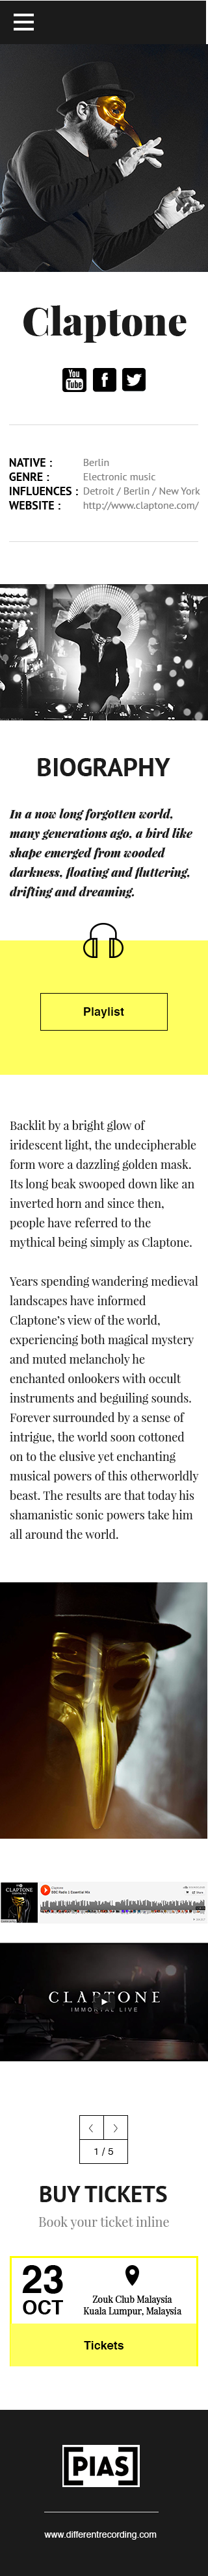 Claptone
You
Tube
f
NATIVE : Berlin
GENRE : Electronic music
INFLUENCES : Detroit / Berlin / New York
WEBSITE : http://www.claptone.com/
BIOGRAPHY
In a now long forgotten world,
many generations ago, a bird like
shape emerged from wooded
darkness, floating and fluttering,
drifting and dreaming.
Playlist
Backlit by a bright glow of
iridescent light, the undecipherable
form wore a dazzling golden mask.
Its long beak swooped down like an
inverted horn and since then,
people have referred to the
mythical being simply as Claptone.
Years spending wandering medieval
landscapes have informed
Claptone’s view of the world,
experiencing both magical mystery
and muted melancholy he
enchanted onlookers with occult
instruments and beguiling sounds.
Forever surrounded by a sense of
intrigue, the world soon cottoned
on to the elusive yet enchanting
musical powers of this otherworldly
beast. The results are that today his
shamanistic sonic powers take him
all around the world.
CLAPTONE
Claptone
BBC Radio 1 Essential Mix
CLAPTONE
IMMORTAL LIVE
1 / 5
BUY TICKETS
Book your ticket inline
23
OCT
Zouk Club Malaysia
Kuala Lumpur, Malaysia
Tickets
[PIAS]
www.differentrecording.com